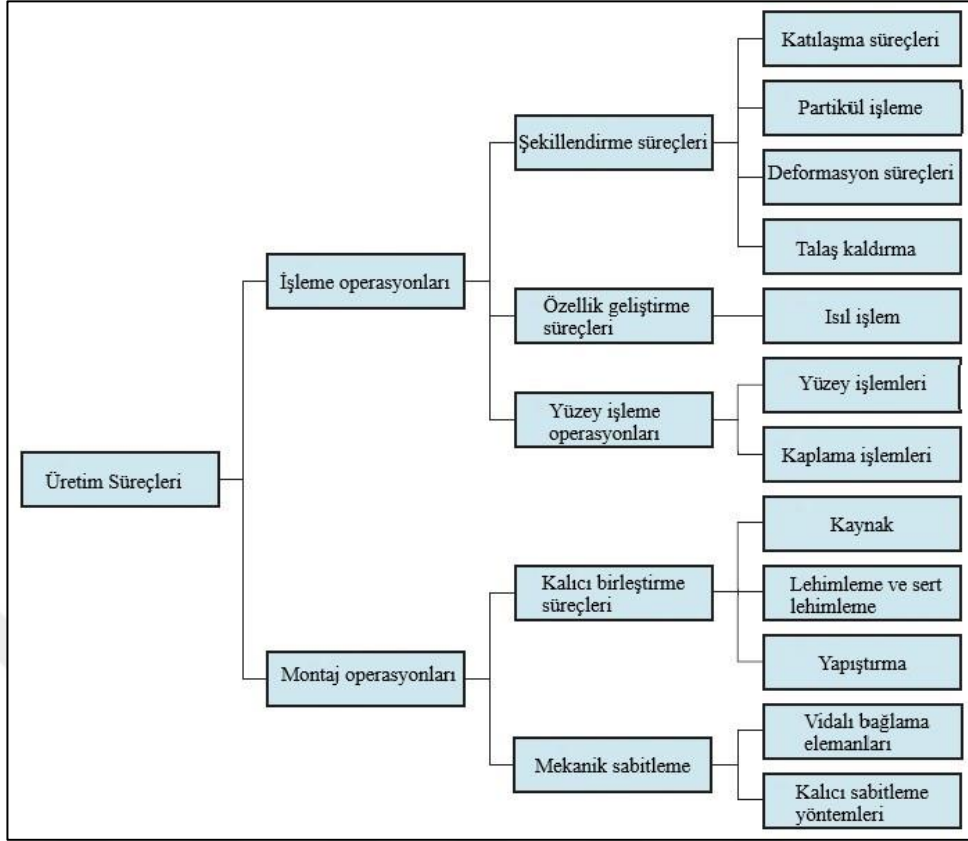 Üretim Süreçleri
İşleme operasyonları
Şekillendirme süreçleri
Katılaşma süreçleri
Partikül işleme
Deformasyon süreçleri
Talaş kaldırma
Özellik geliştirme
süreçleri
Isıl işlem
Yüzey işleme
operasyonları
Yüzey işlemleri
Kaplama işlemleri
Montaj operasyonları
Kalıcı birleştirme
süreçleri
Kaynak
Lehimleme ve sert
lehimleme
Yapıştırma
Mekanik sabitleme
Vidalı bağlama
elemanları
Kalıcı sabitleme
yöntemleri